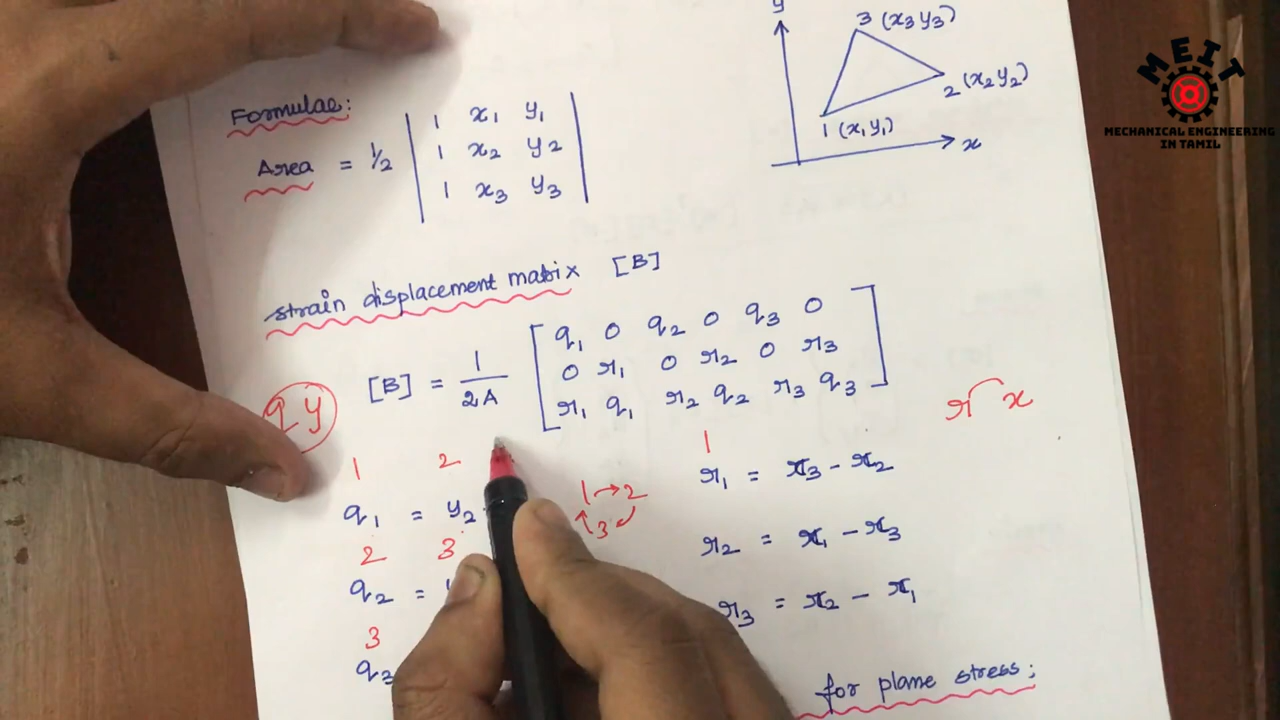 y
3 (x3 y3)
2 (x2 y2)
1 (x1 y1)
x
MEIT
MECHANICAL ENGINEERING
IN TAMIL
Formulae:
Area = 1/2 | 1 x1 y1
1 x2 y2
1 x3 y3 |
strain displacement matrix [B]
[B] = 1/2A [ q1 0 q2 0 q3 0
0 r1 0 r2 0 r3
r1 q1 r2 q2 r3 q3 ]
q y
r x
1 2
1 → 2
3
1
q1 = y2
r1 = x3 - x2
2 3
q2 =
r2 = x1 - x3
3
q3
r3 = x2 - x1
for plane stress: